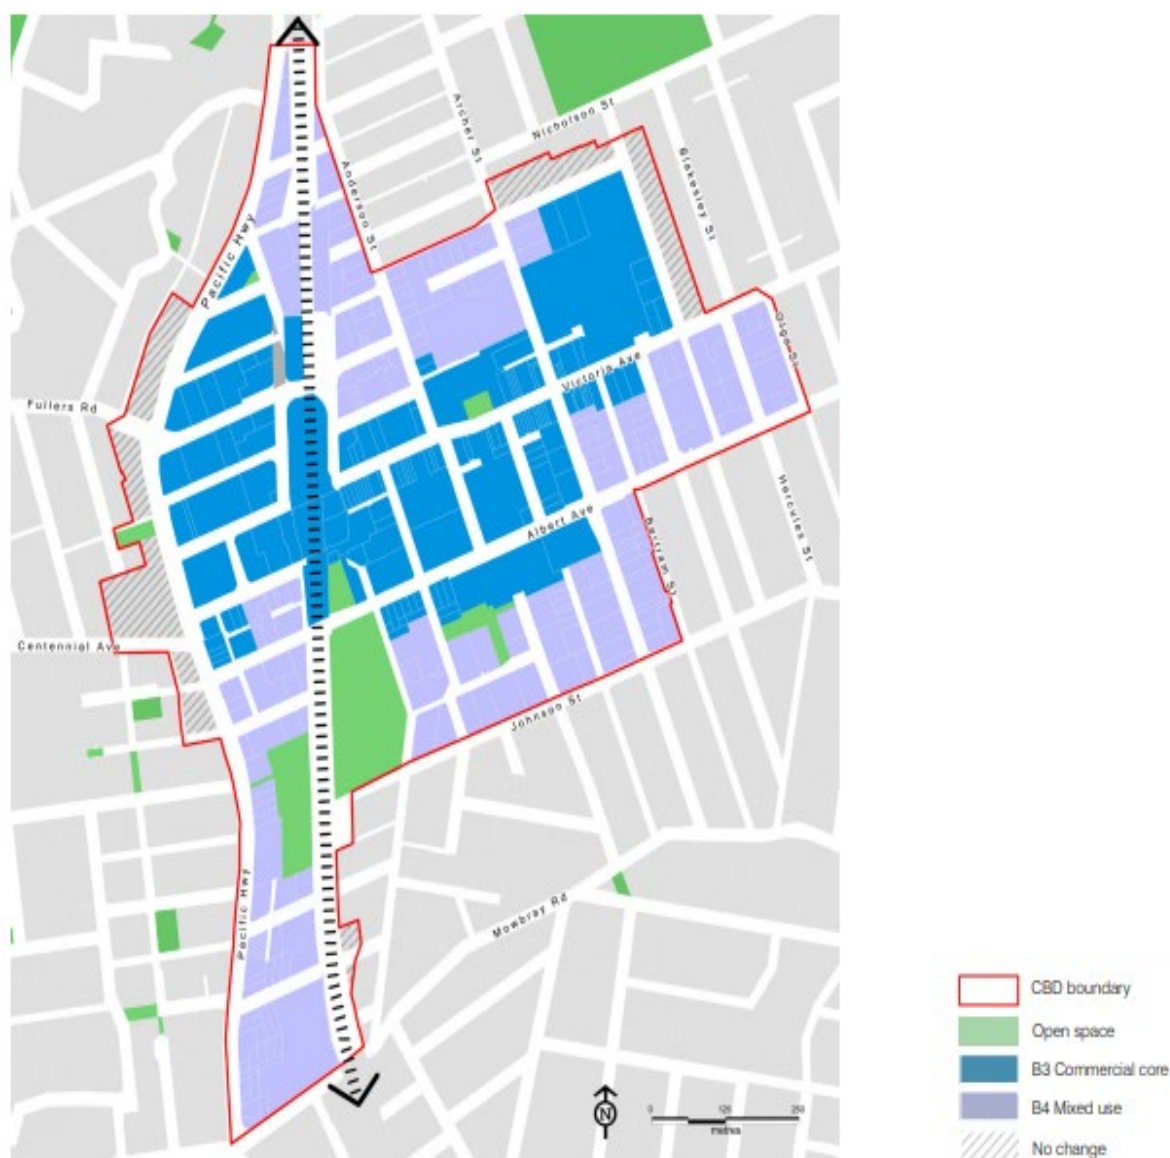 Archer St
Nicholson St
Blakesley St
Anderson St
Pacific Hwy
Oigo St
Victoria Ave
Fullers Rd
Hercules St
Albert Ave
Bertram St
Centennial Ave
Johnson St
Pacific Hwy
Mowbray Rd
N
0 125 250
metres
CBD boundary
Open space
B3 Commercial core
B4 Mixed use
No change